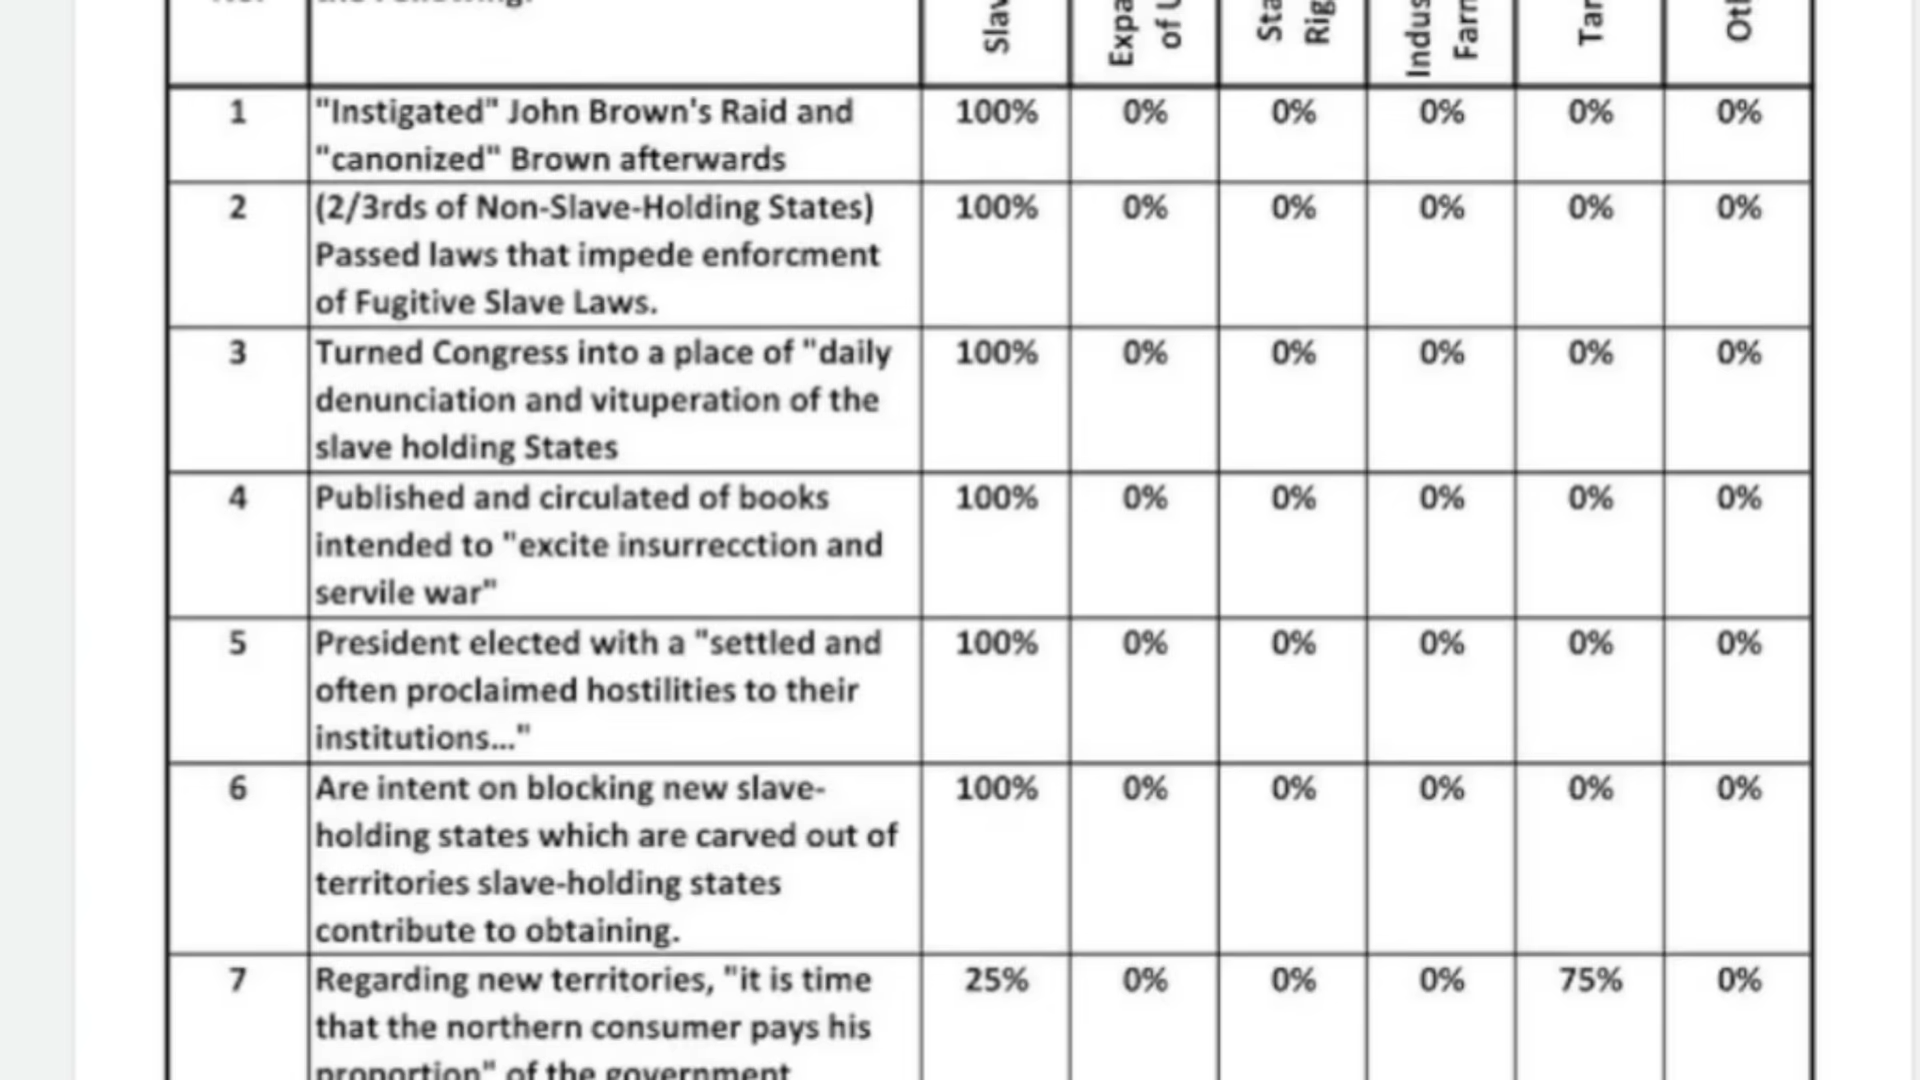 1 "Instigated" John Brown's Raid and 100% 0% 0% 0% 0% 0%
"canonized" Brown afterwards
2 (2/3rds of Non-Slave-Holding States) 100% 0% 0% 0% 0% 0%
Passed laws that impede enforcment
of Fugitive Slave Laws.
3 Turned Congress into a place of "daily 100% 0% 0% 0% 0% 0%
denunciation and vituperation of the
slave holding States
4 Published and circulated of books 100% 0% 0% 0% 0% 0%
intended to "excite insurrecction and
servile war"
5 President elected with a "settled and 100% 0% 0% 0% 0% 0%
often proclaimed hostilities to their
institutions..."
6 Are intent on blocking new slave- 100% 0% 0% 0% 0% 0%
holding states which are carved out of
territories slave-holding states
contribute to obtaining.
7 Regarding new territories, "it is time 25% 0% 0% 0% 75% 0%
that the northern consumer pays his
proportion" of the government